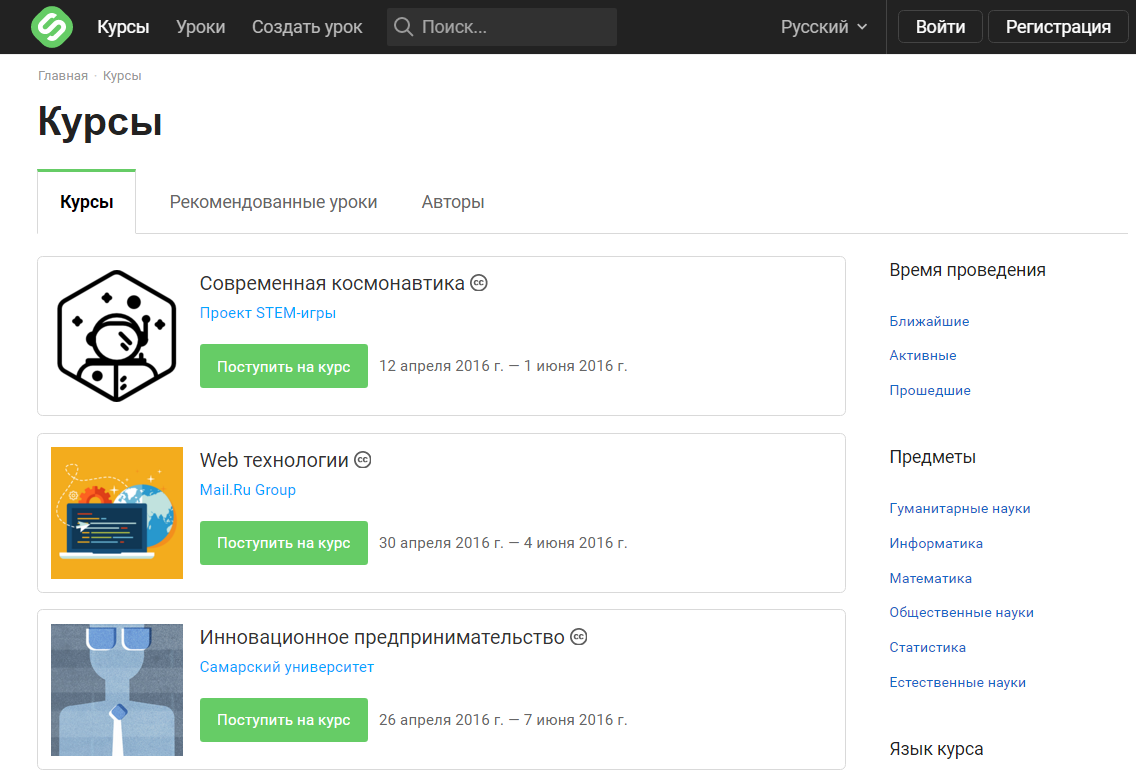 Курсы Уроки Создать урок Поиск... Русский Войти Регистрация
Главная · Курсы
Курсы
Курсы Рекомендованные уроки Авторы
Современная космонавтика cc
Проект STEM-игры
Поступить на курс 12 апреля 2016 г. — 1 июня 2016 г.
Web технологии cc
Mail.Ru Group
Поступить на курс 30 апреля 2016 г. — 4 июня 2016 г.
Инновационное предпринимательство cc
Самарский университет
Поступить на курс 26 апреля 2016 г. — 7 июня 2016 г.
Время проведения
Ближайшие
Активные
Прошедшие
Предметы
Гуманитарные науки
Информатика
Математика
Общественные науки
Статистика
Естественные науки
Язык курса